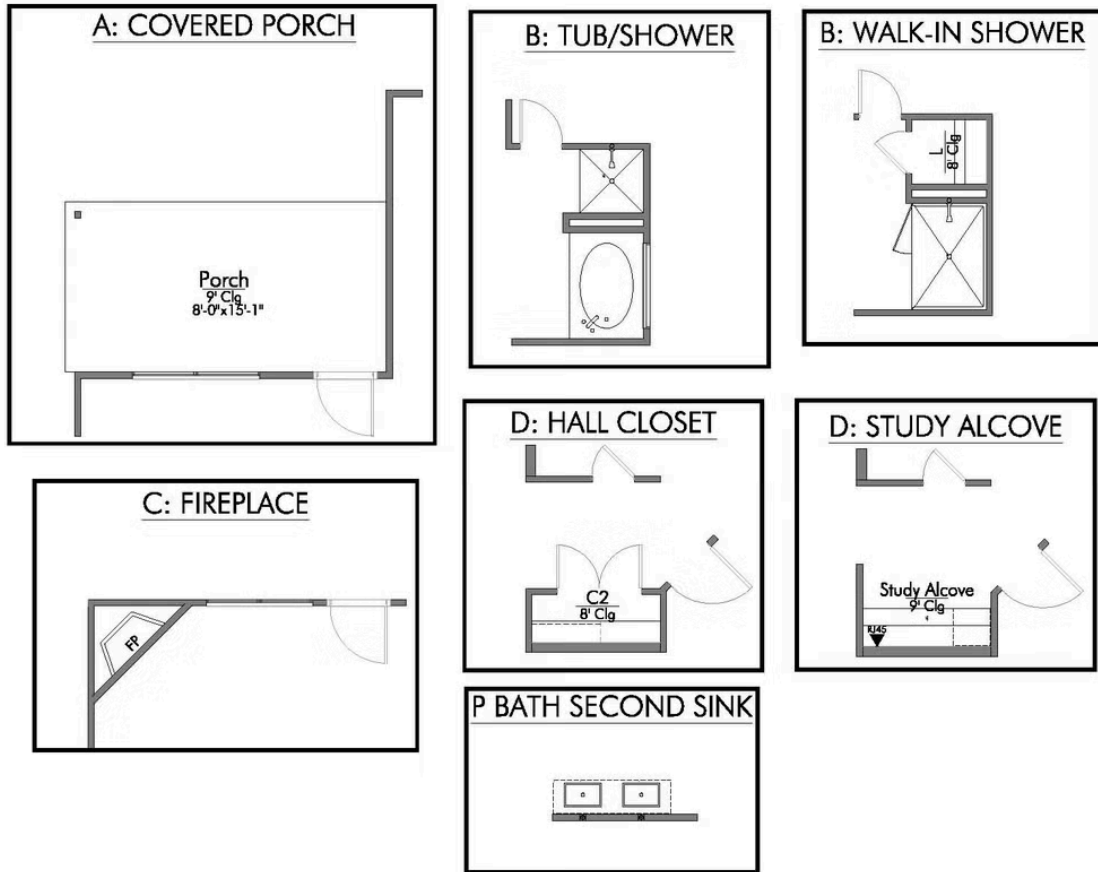 A: COVERED PORCH
Porch
9' Clg
8'-0"x15'-1"
B: TUB/SHOWER
B: WALK-IN SHOWER
L
8' Clg
C: FIREPLACE
FP
D: HALL CLOSET
C2
8' Clg
D: STUDY ALCOVE
Study Alcove
9' Clg
RJ45
P BATH SECOND SINK